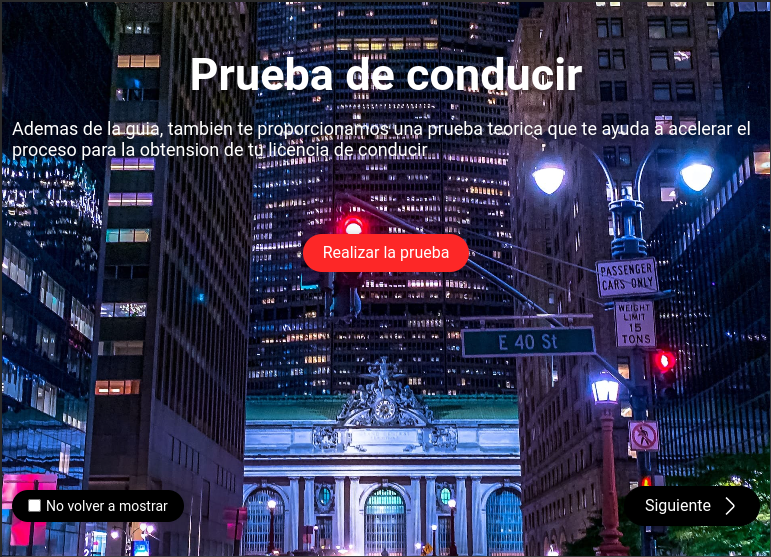 Prueba de conducir
Ademas de la guia, tambien te proporcionamos una prueba teorica que te ayuda a acelerar el
proceso para la obtension de tu licencia de conducir
Realizar la prueba
PASSENGER
CARS ONLY
WEIGHT
LIMIT
15
TONS
E 40 St
No volver a mostrar
Siguiente